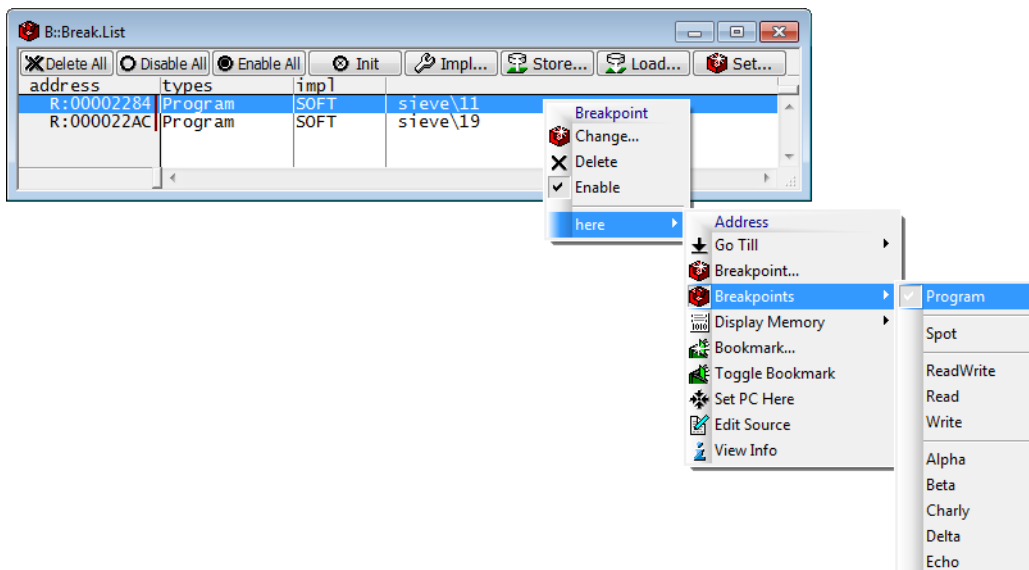 B::Break.List
Delete All Disable All Enable All Init Impl... Store... Load... Set...
address types impl
R:00002284 Program SOFT sieve\11
R:000022AC Program SOFT sieve\19
Breakpoint
Change...
Delete
Enable
here
Address
Go Till
Breakpoint...
Breakpoints
Display Memory
Bookmark...
Toggle Bookmark
Set PC Here
Edit Source
View Info
Program
Spot
ReadWrite
Read
Write
Alpha
Beta
Charly
Delta
Echo